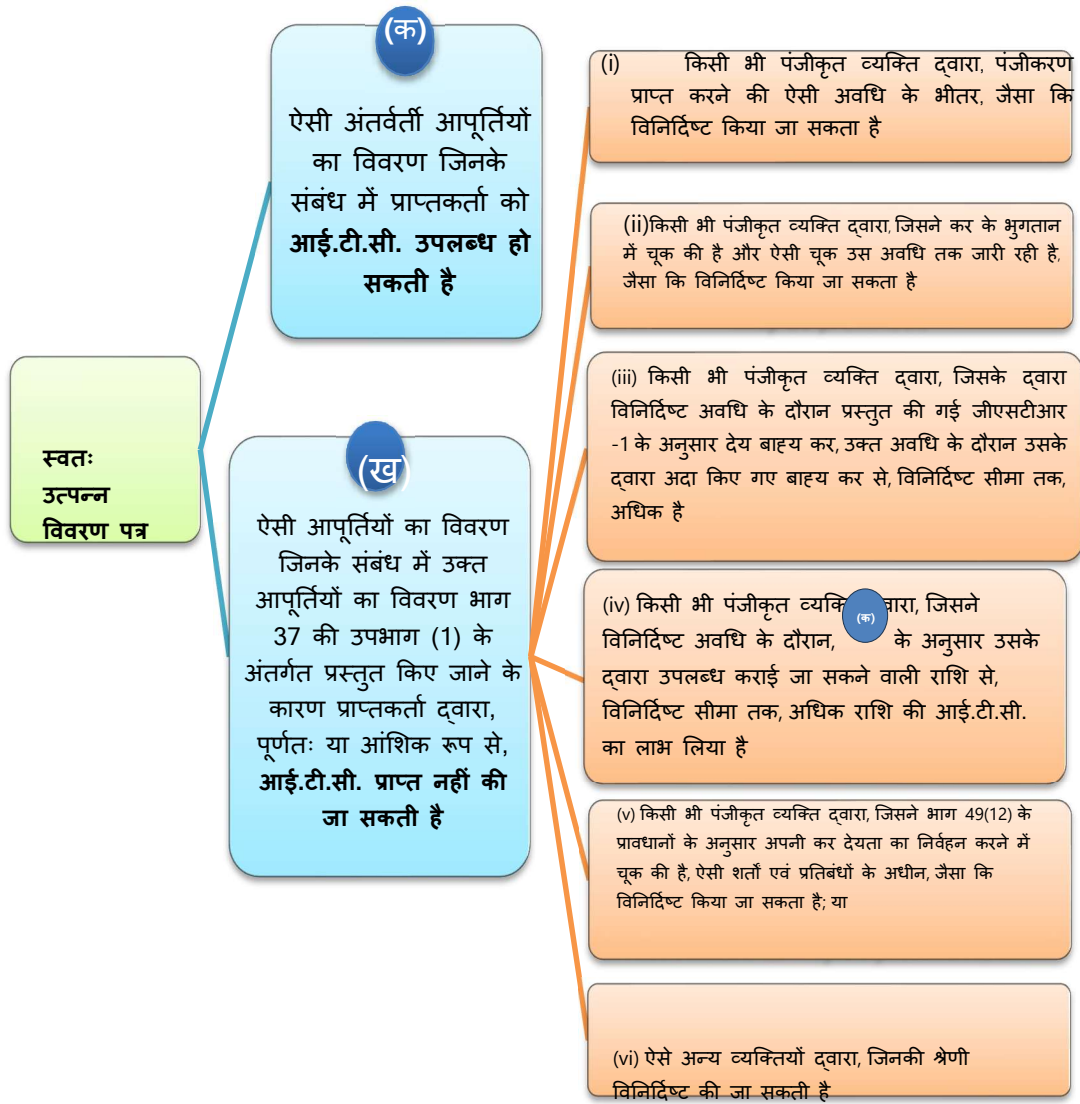 स्वतः
उत्पन्न
विवरण पत्र
(क)
ऐसी अंतर्वर्ती आपूर्तियों
का विवरण जिनके
संबंध में प्राप्तकर्ता को
आई.टी.सी. उपलब्ध हो
सकती है
(ख)
ऐसी आपूर्तियों का विवरण
जिनके संबंध में उक्त
आपूर्तियों का विवरण भाग
37 की उपभाग (1) के
अंतर्गत प्रस्तुत किए जाने के
कारण प्राप्तकर्ता द्वारा,
पूर्णतः या आंशिक रूप से,
आई.टी.सी. प्राप्त नहीं की
जा सकती है
(i) किसी भी पंजीकृत व्यक्ति द्वारा, पंजीकरण
प्राप्त करने की ऐसी अवधि के भीतर, जैसा कि
विनिर्दिष्ट किया जा सकता है
(ii)किसी भी पंजीकृत व्यक्ति द्वारा, जिसने कर के भुगतान
में चूक की है और ऐसी चूक उस अवधि तक जारी रही है,
जैसा कि विनिर्दिष्ट किया जा सकता है
(iii) किसी भी पंजीकृत व्यक्ति द्वारा, जिसके द्वारा
विनिर्दिष्ट अवधि के दौरान प्रस्तुत की गई जीएसटीआर
-1 के अनुसार देय बाह्य कर, उक्त अवधि के दौरान उसके
द्वारा अदा किए गए बाह्य कर से, विनिर्दिष्ट सीमा तक,
अधिक है
(iv) किसी भी पंजीकृत जिसने
विनिर्दिष्ट अवधि के दौरान, (क) के अनुसार उसके
द्वारा उपलब्ध कराई जा सकने वाली राशि से,
विनिर्दिष्ट सीमा तक, अधिक राशि की आई.टी.सी.
का लाभ लिया है
(v) किसी भी पंजीकृत व्यक्ति द्वारा, जिसने भाग 49(12) के
प्रावधानों के अनुसार अपनी कर देयता का निर्वहन करने में
चूक की है, ऐसी शर्तों एवं प्रतिबंधों के अधीन, जैसा कि
विनिर्दिष्ट किया जा सकता है; या
(vi) ऐसे अन्य व्यक्तियों द्वारा, जिनकी श्रेणी
विनिर्दिष्ट की जा सकती है